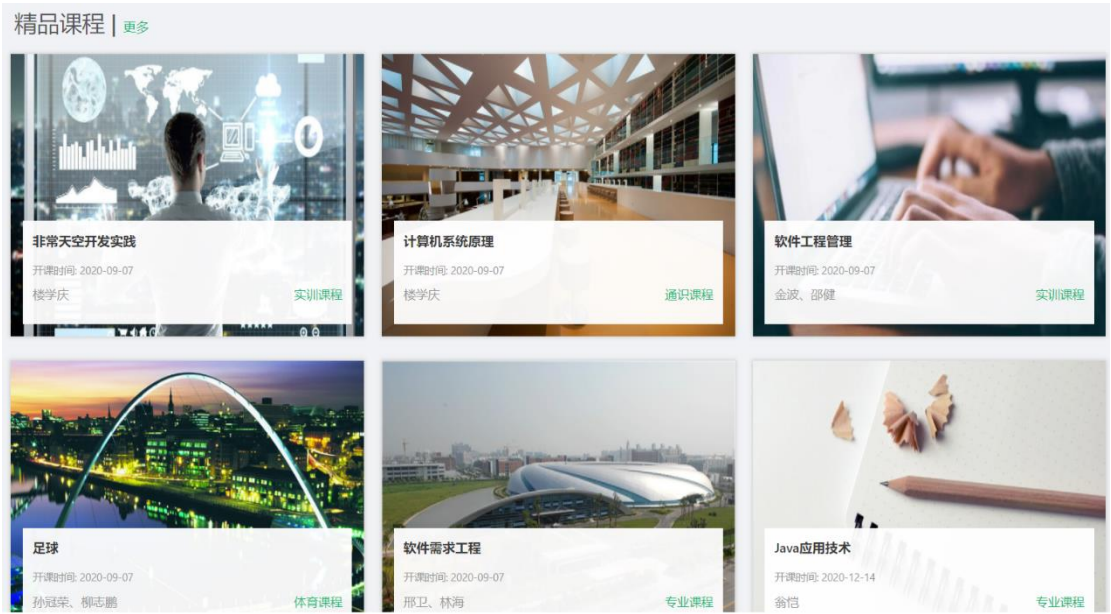 精品课程 | 更多
非常天空开发实践
开课时间: 2020-09-07
楼学庆 实训课程
计算机系统原理
开课时间: 2020-09-07
楼学庆 通识课程
软件工程管理
开课时间: 2020-09-07
金波、邵健 实训课程
足球
开课时间: 2020-09-07
孙冠荣、柳志鹏 体育课程
软件需求工程
开课时间: 2020-09-07
邢卫、林海 专业课程
Java应用技术
开课时间: 2020-12-14
翁恺 专业课程